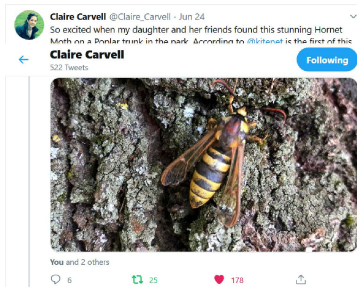 Claire Carvell @Claire_Carvell · Jun 24
So excited when my daughter and her friends found this stunning Hornet
Moth on a Poplar trunk in the park. According to @kitenet is the first of this
Claire Carvell
522 Tweets
Following
You and 2 others
6 25 178